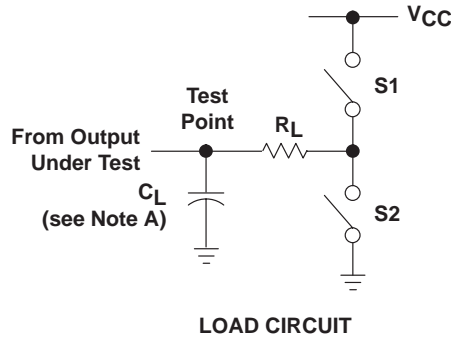 VCC
S1
Test
Point
RL
From Output
Under Test
CL
(see Note A)
S2
LOAD CIRCUIT